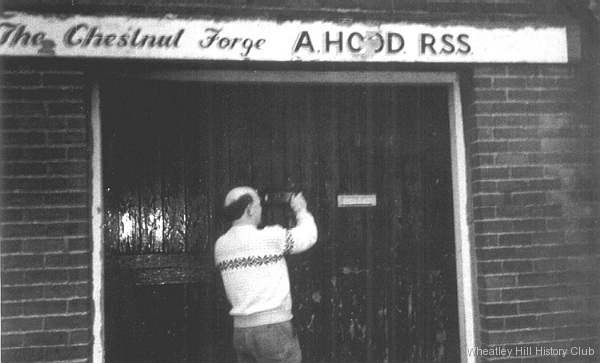 The Chestnut Forge A. HOOD RSS
Wheatley Hill History Club